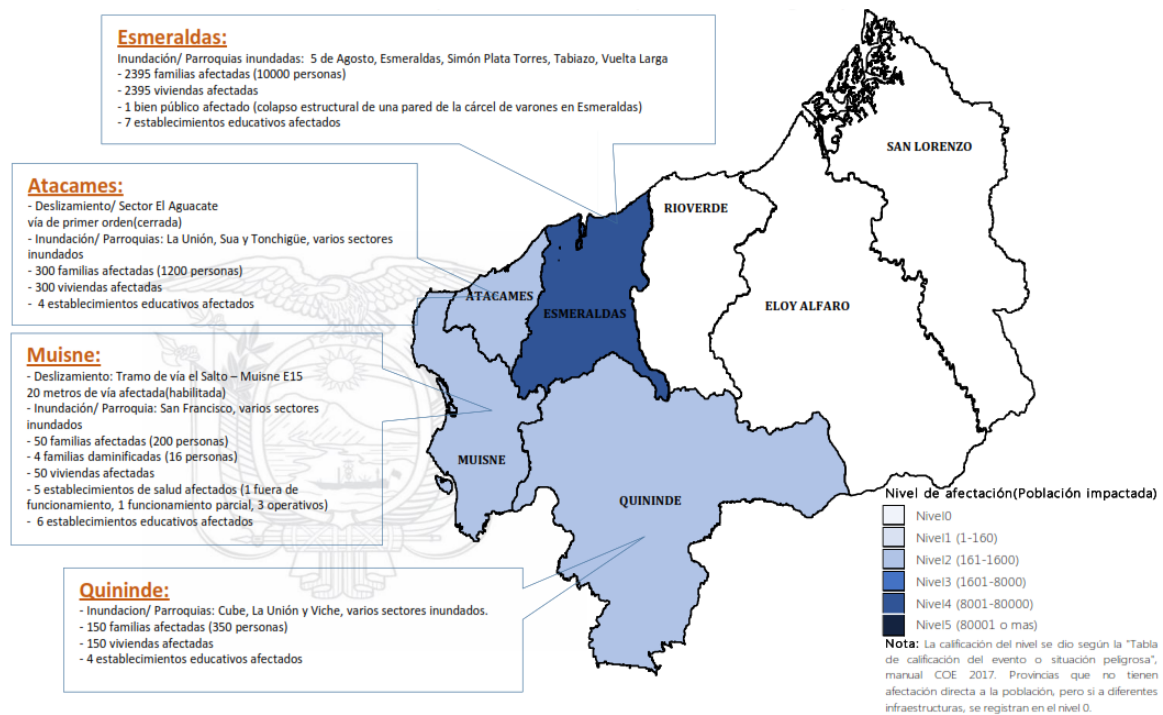 Esmeraldas:
Inundación/ Parroquias inundadas: 5 de Agosto, Esmeraldas, Simón Plata Torres, Tabiazo, Vuelta Larga
- 2395 familias afectadas (10000 personas)
- 2395 viviendas afectadas
- 1 bien público afectado (colapso estructural de una pared de la cárcel de varones en Esmeraldas)
- 7 establecimientos educativos afectados
Atacames:
- Deslizamiento/ Sector El Aguacate
vía de primer orden(cerrada)
- Inundación/ Parroquias: La Unión, Sua y Tonchigüe, varios sectores
inundados
- 300 familias afectadas (1200 personas)
- 300 viviendas afectadas
- 4 establecimientos educativos afectados
Muisne:
- Deslizamiento: Tramo de vía el Salto – Muisne E15
20 metros de vía afectada(habilitada)
- Inundación/ Parroquia: San Francisco, varios sectores
inundados
- 50 familias afectadas (200 personas)
- 4 familias daminificadas (16 personas)
- 50 viviendas afectadas
- 5 establecimientos de salud afectados (1 fuera de
funcionamiento, 1 funcionamiento parcial, 3 operativos)
- 6 establecimientos educativos afectados
Quininde:
- Inundacion/ Parroquias: Cube, La Unión y Viche, varios sectores inundados.
- 150 familias afectadas (350 personas)
- 150 viviendas afectadas
- 4 establecimientos educativos afectados
SAN LORENZO
RIOVERDE
ELOY ALFARO
ATACAMES
ESMERALDAS
MUISNE
QUININDE
Nivel de afectación(Población impactada)
Nivel0
Nivel1 (1-160)
Nivel2 (161-1600)
Nivel3 (1601-8000)
Nivel4 (8001-80000)
Nivel5 (80001 o mas)
Nota: La calificación del nivel se dio según la "Tabla
de calificación del evento o situación peligrosa",
manual COE 2017. Provincias que no tienen
afectación directa a la población, pero si a diferentes
infraestructuras, se registran en el nivel 0.